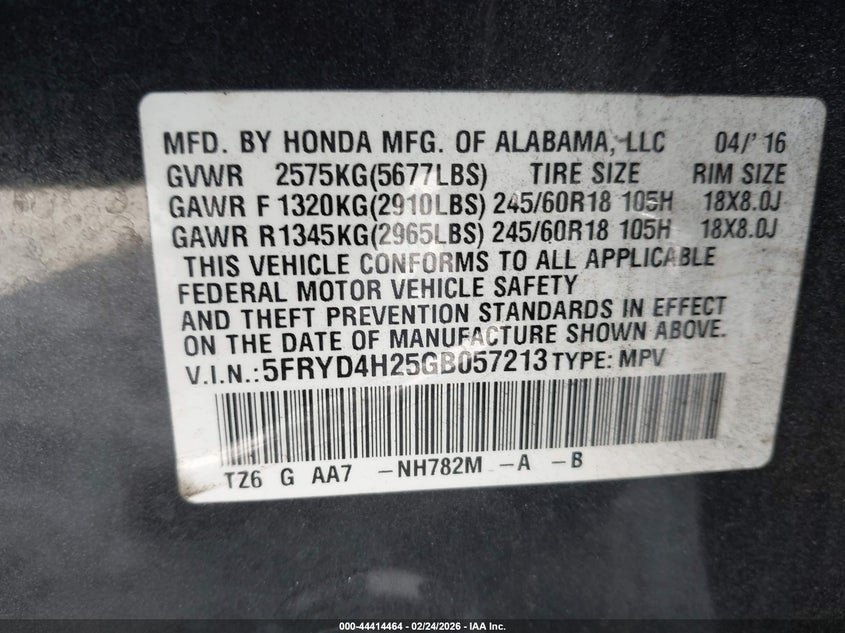 MFD. BY HONDA MFG. OF ALABAMA, LLC 04/' 16
GVWR 2575KG(5677LBS) TIRE SIZE RIM SIZE
GAWR F 1320KG(2910LBS) 245/60R18 105H 18X8.0J
GAWR R1345KG(2965LBS) 245/60R18 105H 18X8.0J
THIS VEHICLE CONFORMS TO ALL APPLICABLE
FEDERAL MOTOR VEHICLE SAFETY
AND THEFT PREVENTION STANDARDS IN EFFECT
ON THE DATE OF MANUFACTURE SHOWN ABOVE.
V.I.N.:5FRYD4H25GB057213 TYPE: MPV
TZ6 G AA7 -NH782M -A -B
000-44414464 - 02/24/2026 - IAA Inc.